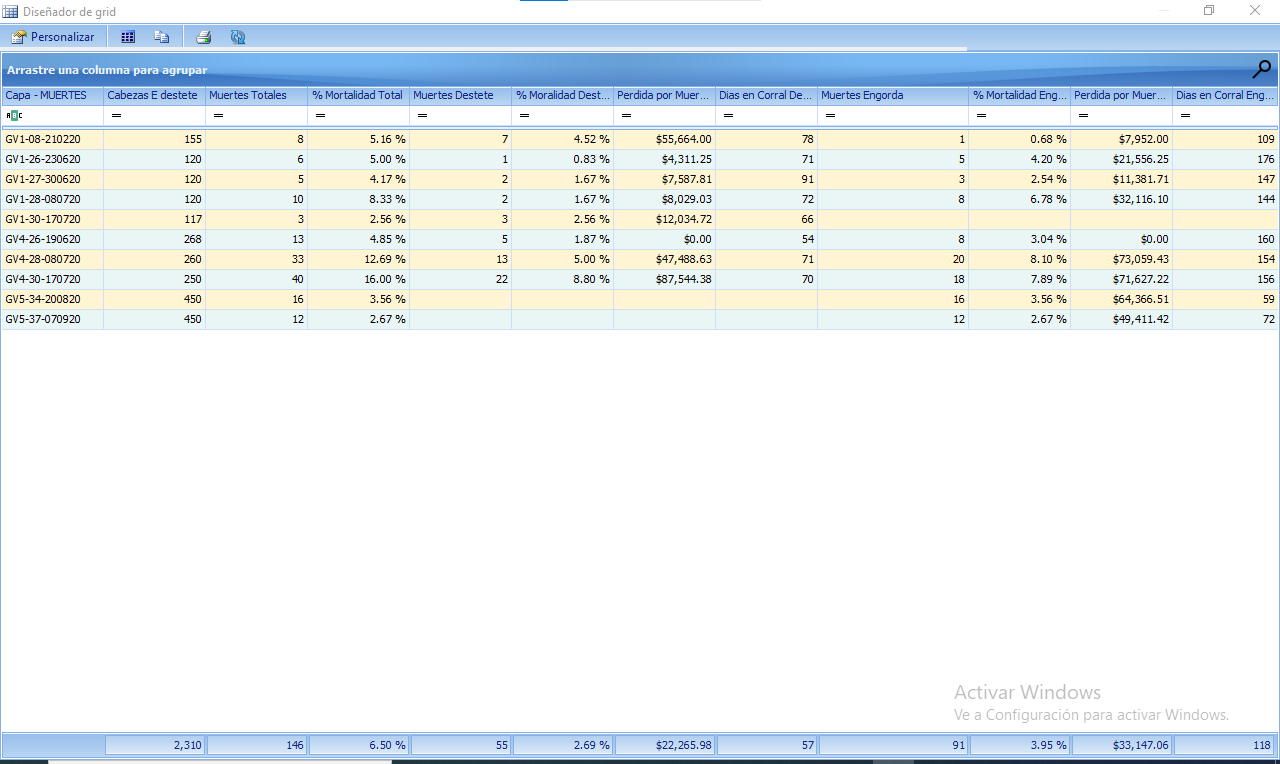 Diseñador de grid
Personalizar
Arrastre una columna para agrupar
Capa - MUERTES Cabezas E destete Muertes Totales % Mortalidad Total Muertes Destete % Moralidad Dest... Perdida por Muer... Dias en Corral De... Muertes Engorda % Mortalidad Eng... Perdida por Muer... Dias en Corral Eng...
ABC = = = = = = = = = = =
GV1-08-210220 155 8 5.16 % 7 4.52 % $55,664.00 78 1 0.68 % $7,952.00 109
GV1-26-230620 120 6 5.00 % 1 0.83 % $4,311.25 71 5 4.20 % $21,556.25 176
GV1-27-300620 120 5 4.17 % 2 1.67 % $7,587.81 91 3 2.54 % $11,381.71 147
GV1-28-080720 120 10 8.33 % 2 1.67 % $8,029.03 72 8 6.78 % $32,116.10 144
GV1-30-170720 117 3 2.56 % 3 2.56 % $12,034.72 66
GV4-26-190620 268 13 4.85 % 5 1.87 % $0.00 54 8 3.04 % $0.00 160
GV4-28-080720 260 33 12.69 % 13 5.00 % $47,488.63 71 20 8.10 % $73,059.43 154
GV4-30-170720 250 40 16.00 % 22 8.80 % $87,544.38 70 18 7.89 % $71,627.22 156
GV5-34-200820 450 16 3.56 % 16 3.56 % $64,366.51 59
GV5-37-070920 450 12 2.67 % 12 2.67 % $49,411.42 72
Activar Windows
Ve a Configuración para activar Windows.
2,310 146 6.50 % 55 2.69 % $22,265.98 57 91 3.95 % $33,147.06 118